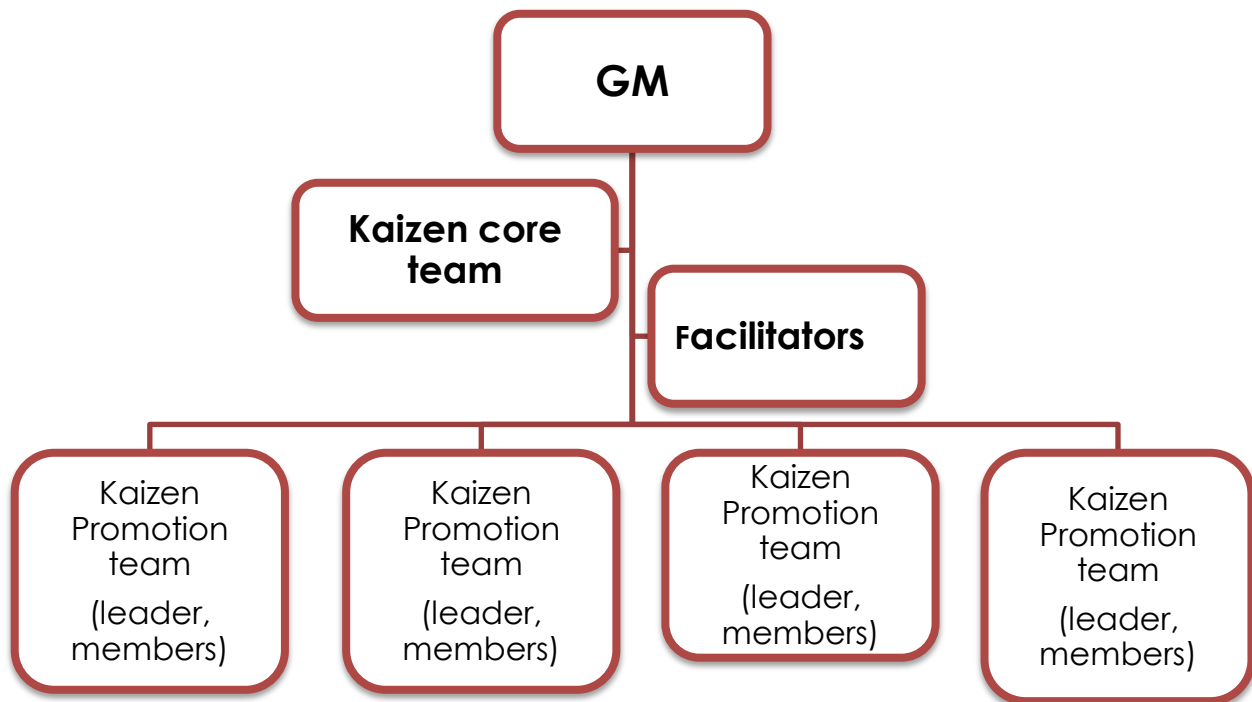 GM
Kaizen core
team
Facilitators
Kaizen
Promotion
team
(leader,
members)
Kaizen
Promotion
team
(leader,
members)
Kaizen
Promotion
team
(leader,
members)
Kaizen
Promotion
team
(leader,
members)